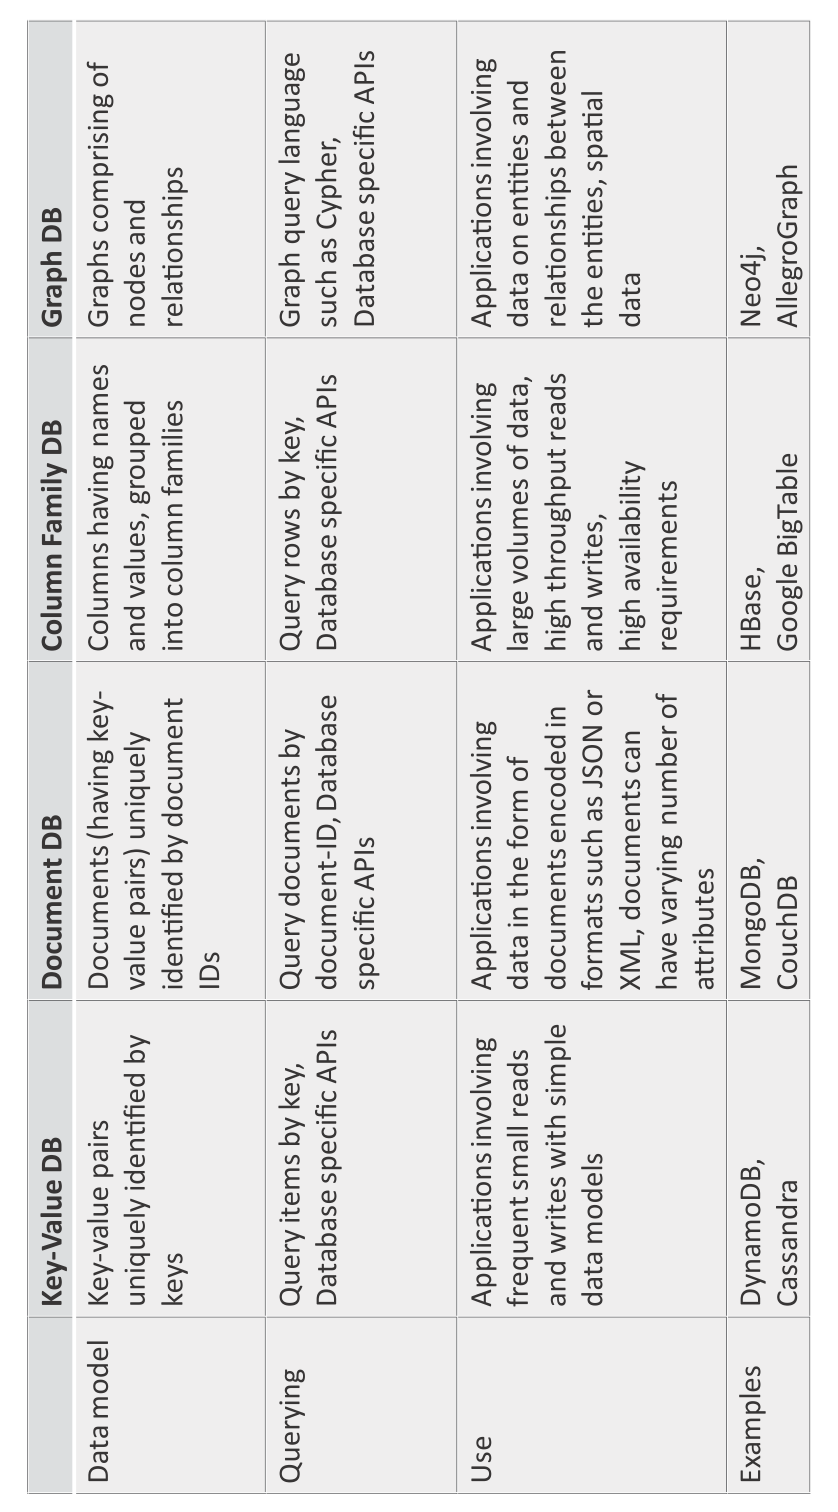 Key-Value DB
Document DB
Column Family DB
Graph DB
Data model
Key-value pairs
uniquely identified by
keys
Documents (having key-
value pairs) uniquely
identified by document
IDs
Columns having names
and values, grouped
into column families
Graphs comprising of
nodes and
relationships
Querying
Query items by key,
Database specific APIs
Query documents by
document-ID, Database
specific APIs
Query rows by key,
Database specific APIs
Graph query language
such as Cypher,
Database specific APIs
Use
Applications involving
frequent small reads
and writes with simple
data models
Applications involving
data in the form of
documents encoded in
formats such as JSON or
XML, documents can
have varying number of
attributes
Applications involving
large volumes of data,
high throughput reads
and writes,
high availability
requirements
Applications involving
data on entities and
relationships between
the entities, spatial
data
Examples
DynamoDB,
Cassandra
MongoDB,
CouchDB
HBase,
Google BigTable
Neo4j,
AllegroGraph